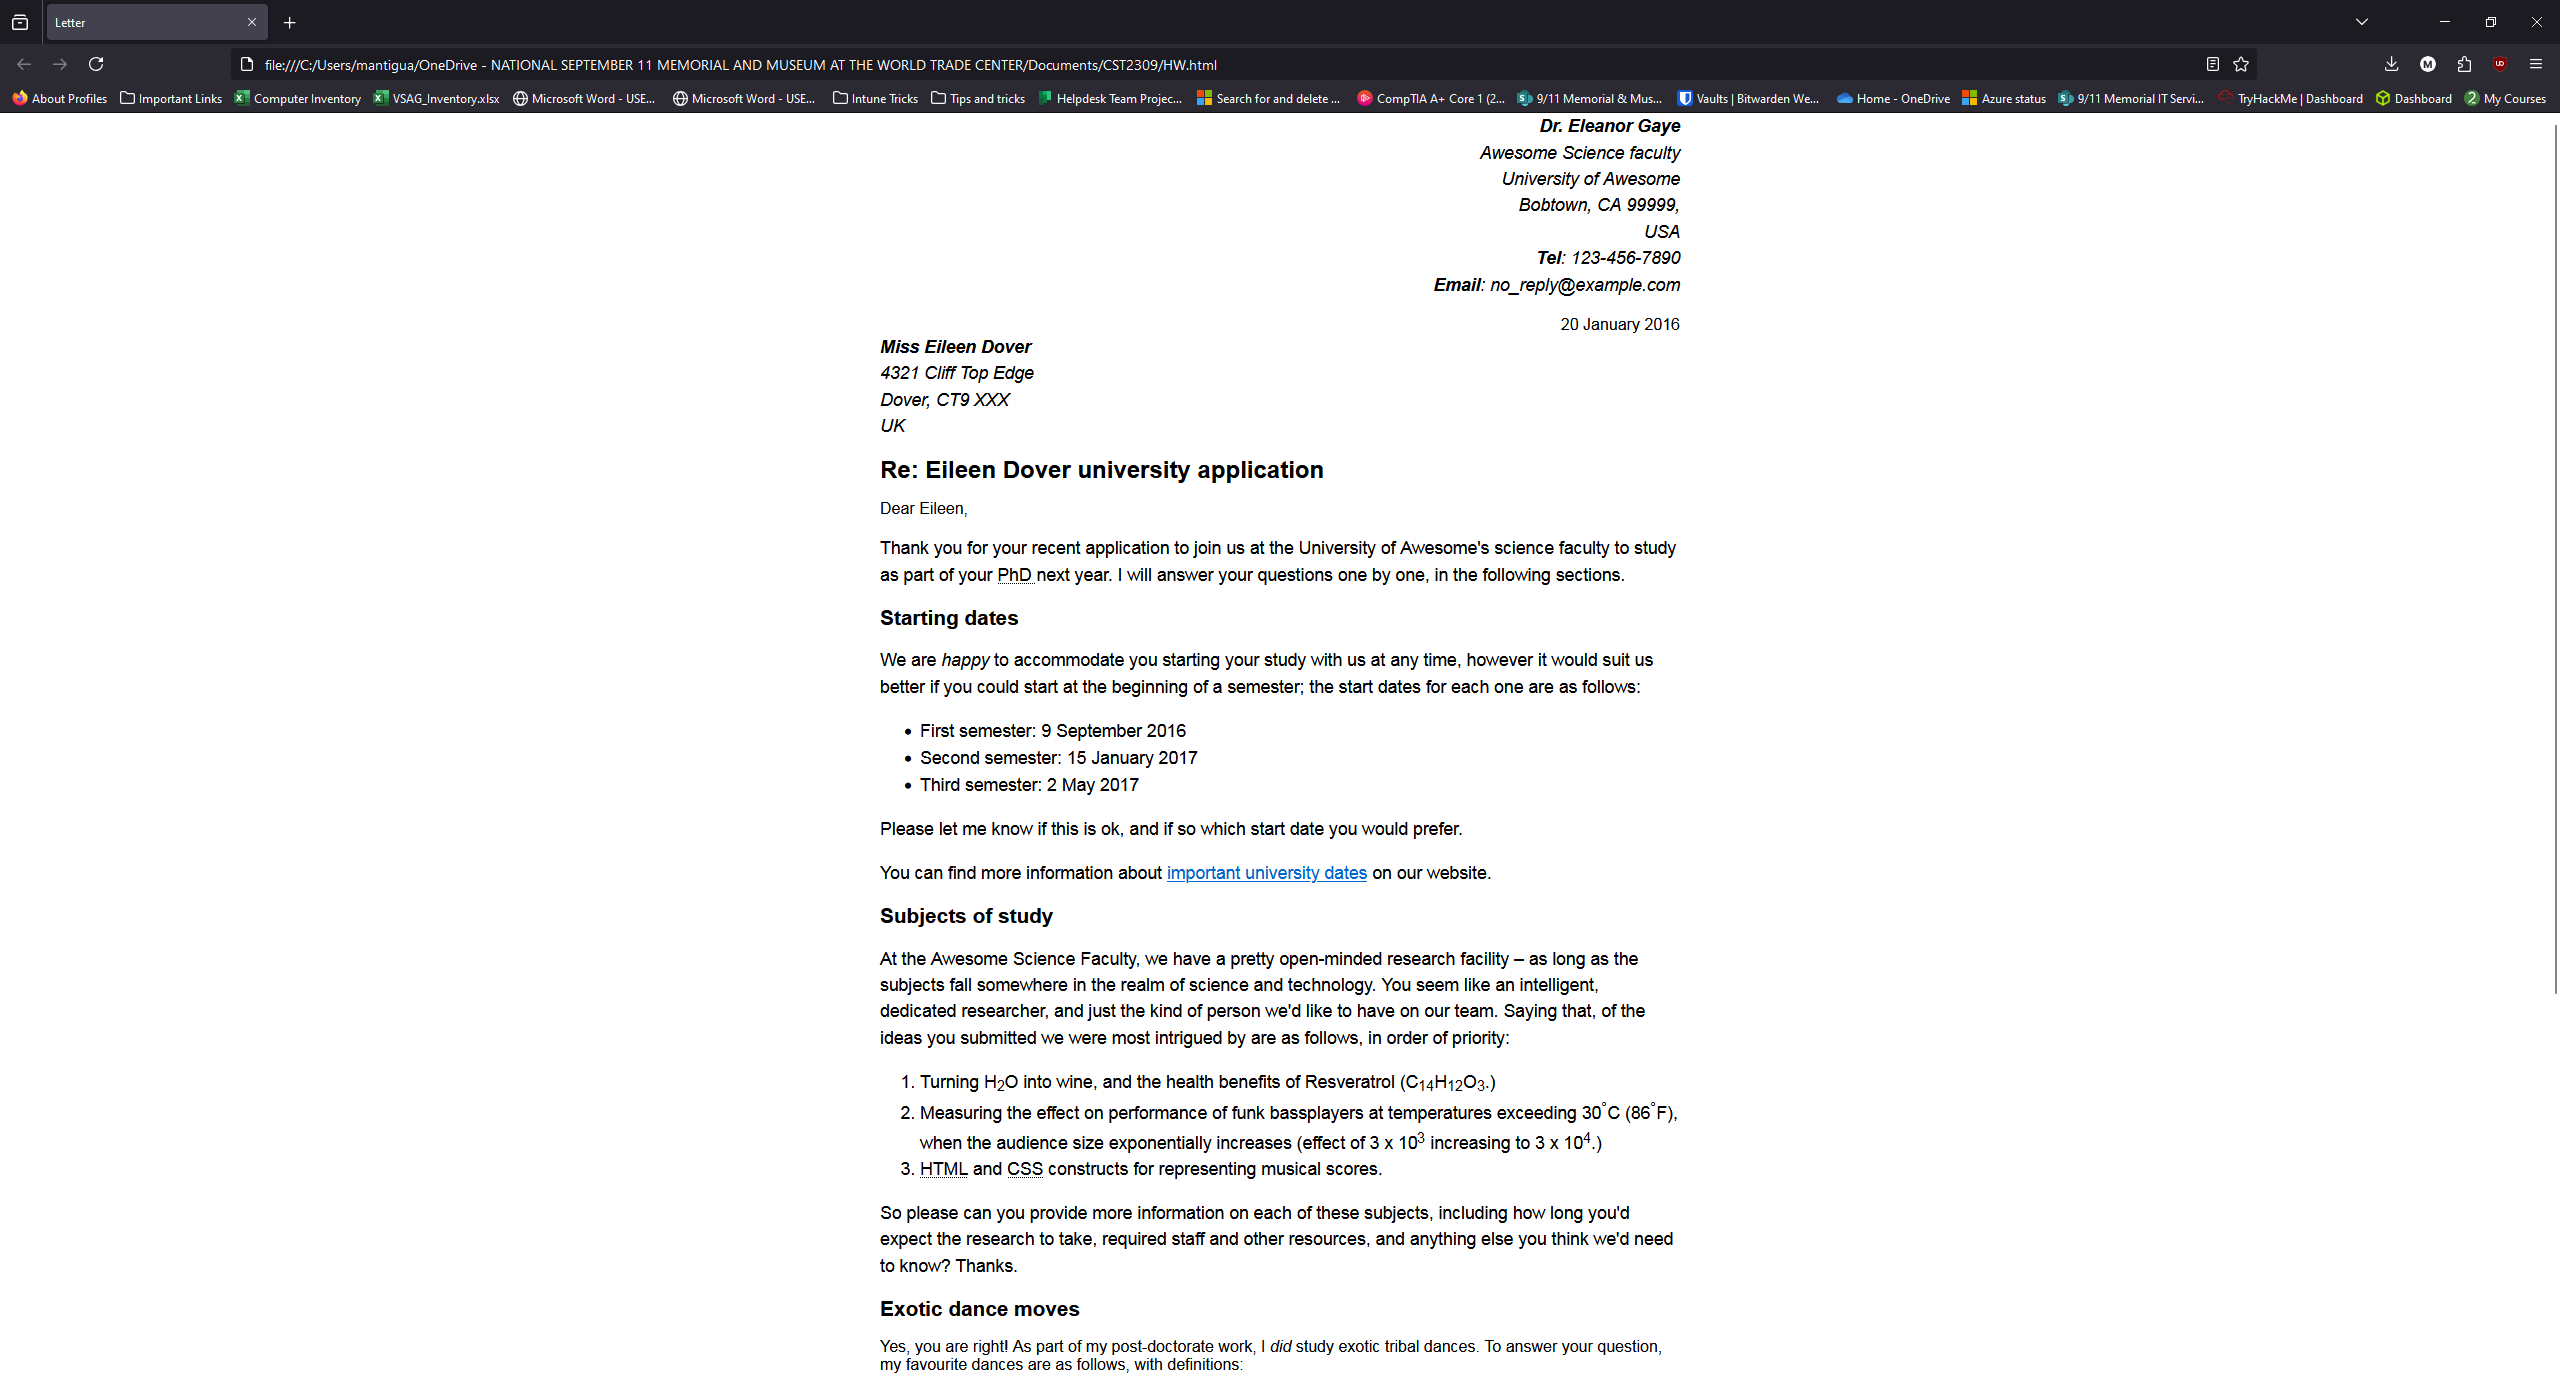 Letter
file:///C:/Users/mantigua/OneDrive - NATIONAL SEPTEMBER 11 MEMORIAL AND MUSEUM AT THE WORLD TRADE CENTER/Documents/CST2309/HW.html
M
UD
About Profiles Important Links Computer Inventory VSAG_Inventory.xlsx Microsoft Word - USE... Microsoft Word - USE... Intune Tricks Tips and tricks Helpdesk Team Projec... Search for and delete ... CompTIA A+ Core 1 (2... 9/11 Memorial & Mus... Vaults | Bitwarden We... Home - OneDrive Azure status 9/11 Memorial IT Servi... TryHackMe | Dashboard Dashboard 2 My Courses
Dr. Eleanor Gaye
Awesome Science faculty
University of Awesome
Bobtown, CA 99999,
USA
Tel: 123-456-7890
Email: no_reply@example.com
20 January 2016
Miss Eileen Dover
4321 Cliff Top Edge
Dover, CT9 XXX
UK
Re: Eileen Dover university application
Dear Eileen,
Thank you for your recent application to join us at the University of Awesome's science faculty to study
as part of your PhD next year. I will answer your questions one by one, in the following sections.
Starting dates
We are happy to accommodate you starting your study with us at any time, however it would suit us
better if you could start at the beginning of a semester; the start dates for each one are as follows:
• First semester: 9 September 2016
• Second semester: 15 January 2017
• Third semester: 2 May 2017
Please let me know if this is ok, and if so which start date you would prefer.
You can find more information about important university dates on our website.
Subjects of study
At the Awesome Science Faculty, we have a pretty open-minded research facility – as long as the
subjects fall somewhere in the realm of science and technology. You seem like an intelligent,
dedicated researcher, and just the kind of person we'd like to have on our team. Saying that, of the
ideas you submitted we were most intrigued by are as follows, in order of priority:
1. Turning H₂O into wine, and the health benefits of Resveratrol (C₁₄H₁₂O₃.)
2. Measuring the effect on performance of funk bassplayers at temperatures exceeding 30°C (86°F),
when the audience size exponentially increases (effect of 3 x 10³ increasing to 3 x 10⁴.)
3. HTML and CSS constructs for representing musical scores.
So please can you provide more information on each of these subjects, including how long you'd
expect the research to take, required staff and other resources, and anything else you think we'd need
to know? Thanks.
Exotic dance moves
Yes, you are right! As part of my post-doctorate work, I did study exotic tribal dances. To answer your question,
my favourite dances are as follows, with definitions: